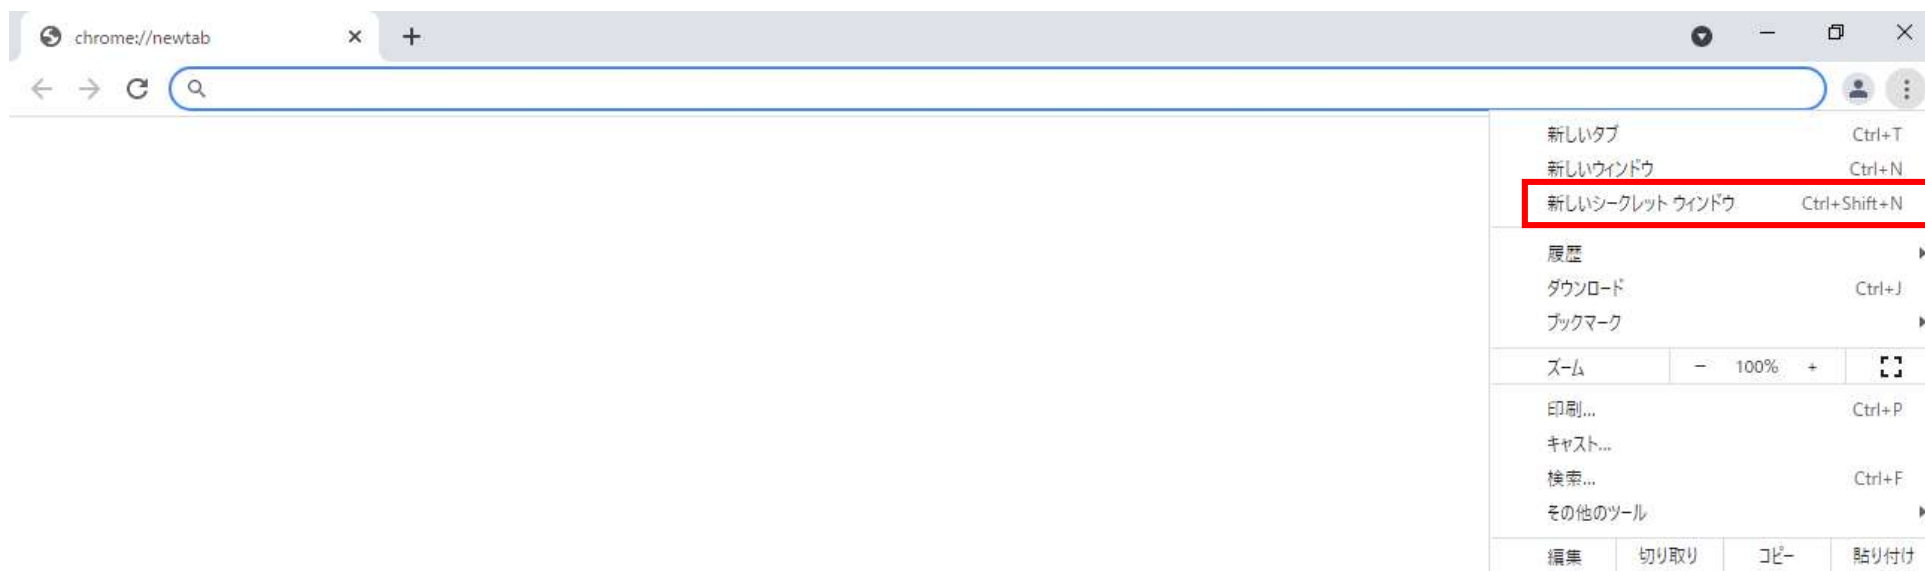 chrome://newtab
新しいタブ Ctrl+T
新しいウィンドウ Ctrl+N
新しいシークレット ウィンドウ Ctrl+Shift+N
履歴
ダウンロード Ctrl+J
ブックマーク
ズーム − 100% +
印刷... Ctrl+P
キャスト...
検索... Ctrl+F
その他のツール
編集 切り取り コピー 貼り付け